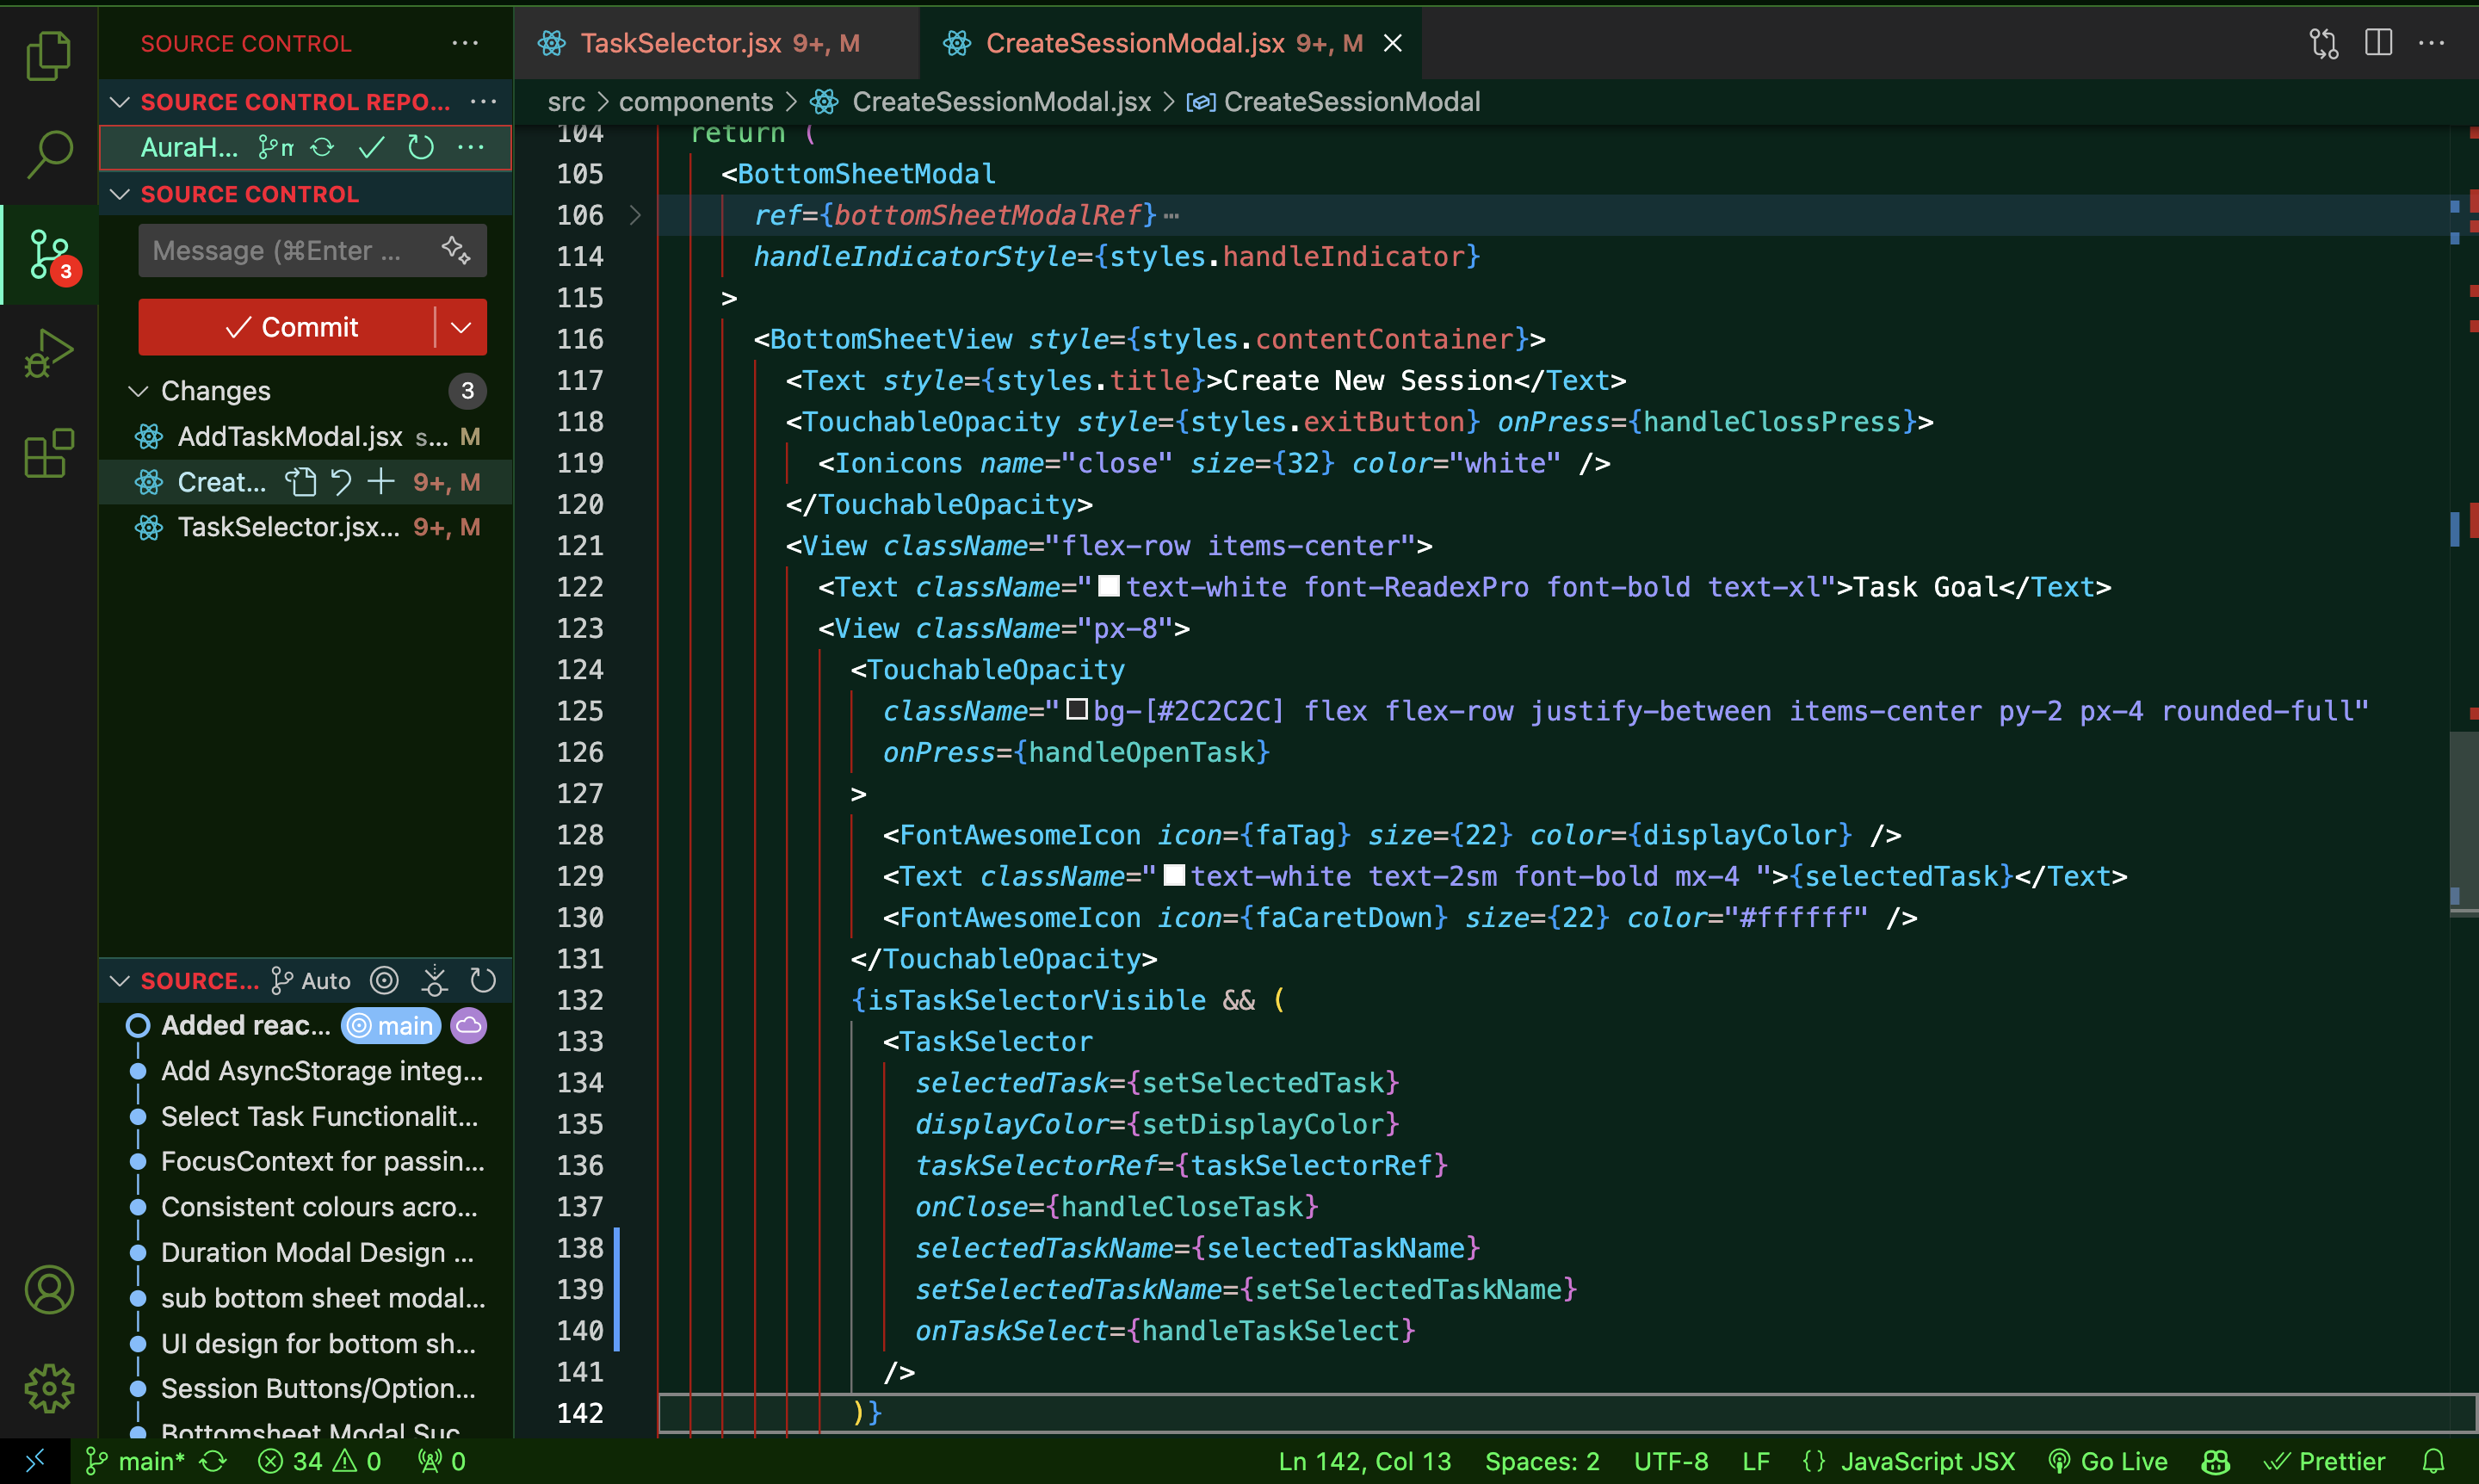 SOURCE CONTROL
SOURCE CONTROL REPO...
AuraH...
SOURCE CONTROL
Message (⌘Enter ...
Commit
Changes 3
AddTaskModal.jsx s... M
Creat... 9+, M
TaskSelector.jsx... 9+, M
3
SOURCE... Auto
Added reac... main
Add AsyncStorage integ...
Select Task Functionalit...
FocusContext for passin...
Consistent colours acro...
Duration Modal Design ...
sub bottom sheet modal...
UI design for bottom sh...
Session Buttons/Option...
Bottomsheet Modal Suc
TaskSelector.jsx 9+, M
CreateSessionModal.jsx 9+, M
src > components > CreateSessionModal.jsx > CreateSessionModal
104 return (
105 <BottomSheetModal
106 ref={bottomSheetModalRef}
114 handleIndicatorStyle={styles.handleIndicator}
115 >
116 <BottomSheetView style={styles.contentContainer}>
117 <Text style={styles.title}>Create New Session</Text>
118 <TouchableOpacity style={styles.exitButton} onPress={handleClossPress}>
119 <Ionicons name="close" size={32} color="white" />
120 </TouchableOpacity>
121 <View className="flex-row items-center">
122 <Text className="text-white font-ReadexPro font-bold text-xl">Task Goal</Text>
123 <View className="px-8">
124 <TouchableOpacity
125 className="bg-[#2C2C2C] flex flex-row justify-between items-center py-2 px-4 rounded-full"
126 onPress={handleOpenTask}
127 >
128 <FontAwesomeIcon icon={faTag} size={22} color={displayColor} />
129 <Text className="text-white text-2sm font-bold mx-4 ">{selectedTask}</Text>
130 <FontAwesomeIcon icon={faCaretDown} size={22} color="#ffffff" />
131 </TouchableOpacity>
132 {isTaskSelectorVisible && (
133 <TaskSelector
134 selectedTask={setSelectedTask}
135 displayColor={setDisplayColor}
136 taskSelectorRef={taskSelectorRef}
137 onClose={handleCloseTask}
138 selectedTaskName={selectedTaskName}
139 setSelectedTaskName={setSelectedTaskName}
140 onTaskSelect={handleTaskSelect}
141 />
142 )}
main* 34 0 0 Ln 142, Col 13 Spaces: 2 UTF-8 LF {} JavaScript JSX Go Live Prettier